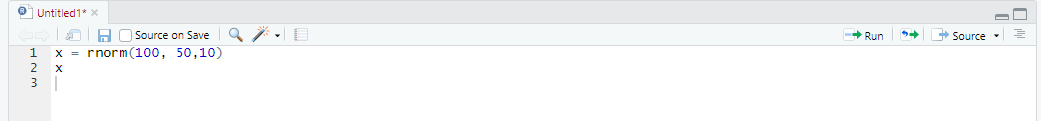 Untitled1*
Source on Save
Run
Source
1 x = rnorm(100, 50,10)
2 x
3